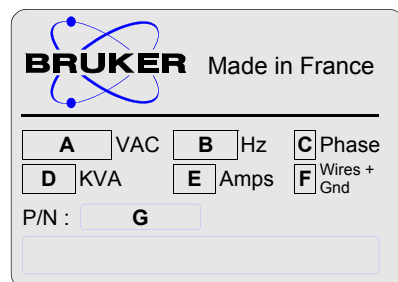 BRUKER Made in France
A VAC B Hz C Phase
D KVA E Amps F Wires + Gnd
P/N : G